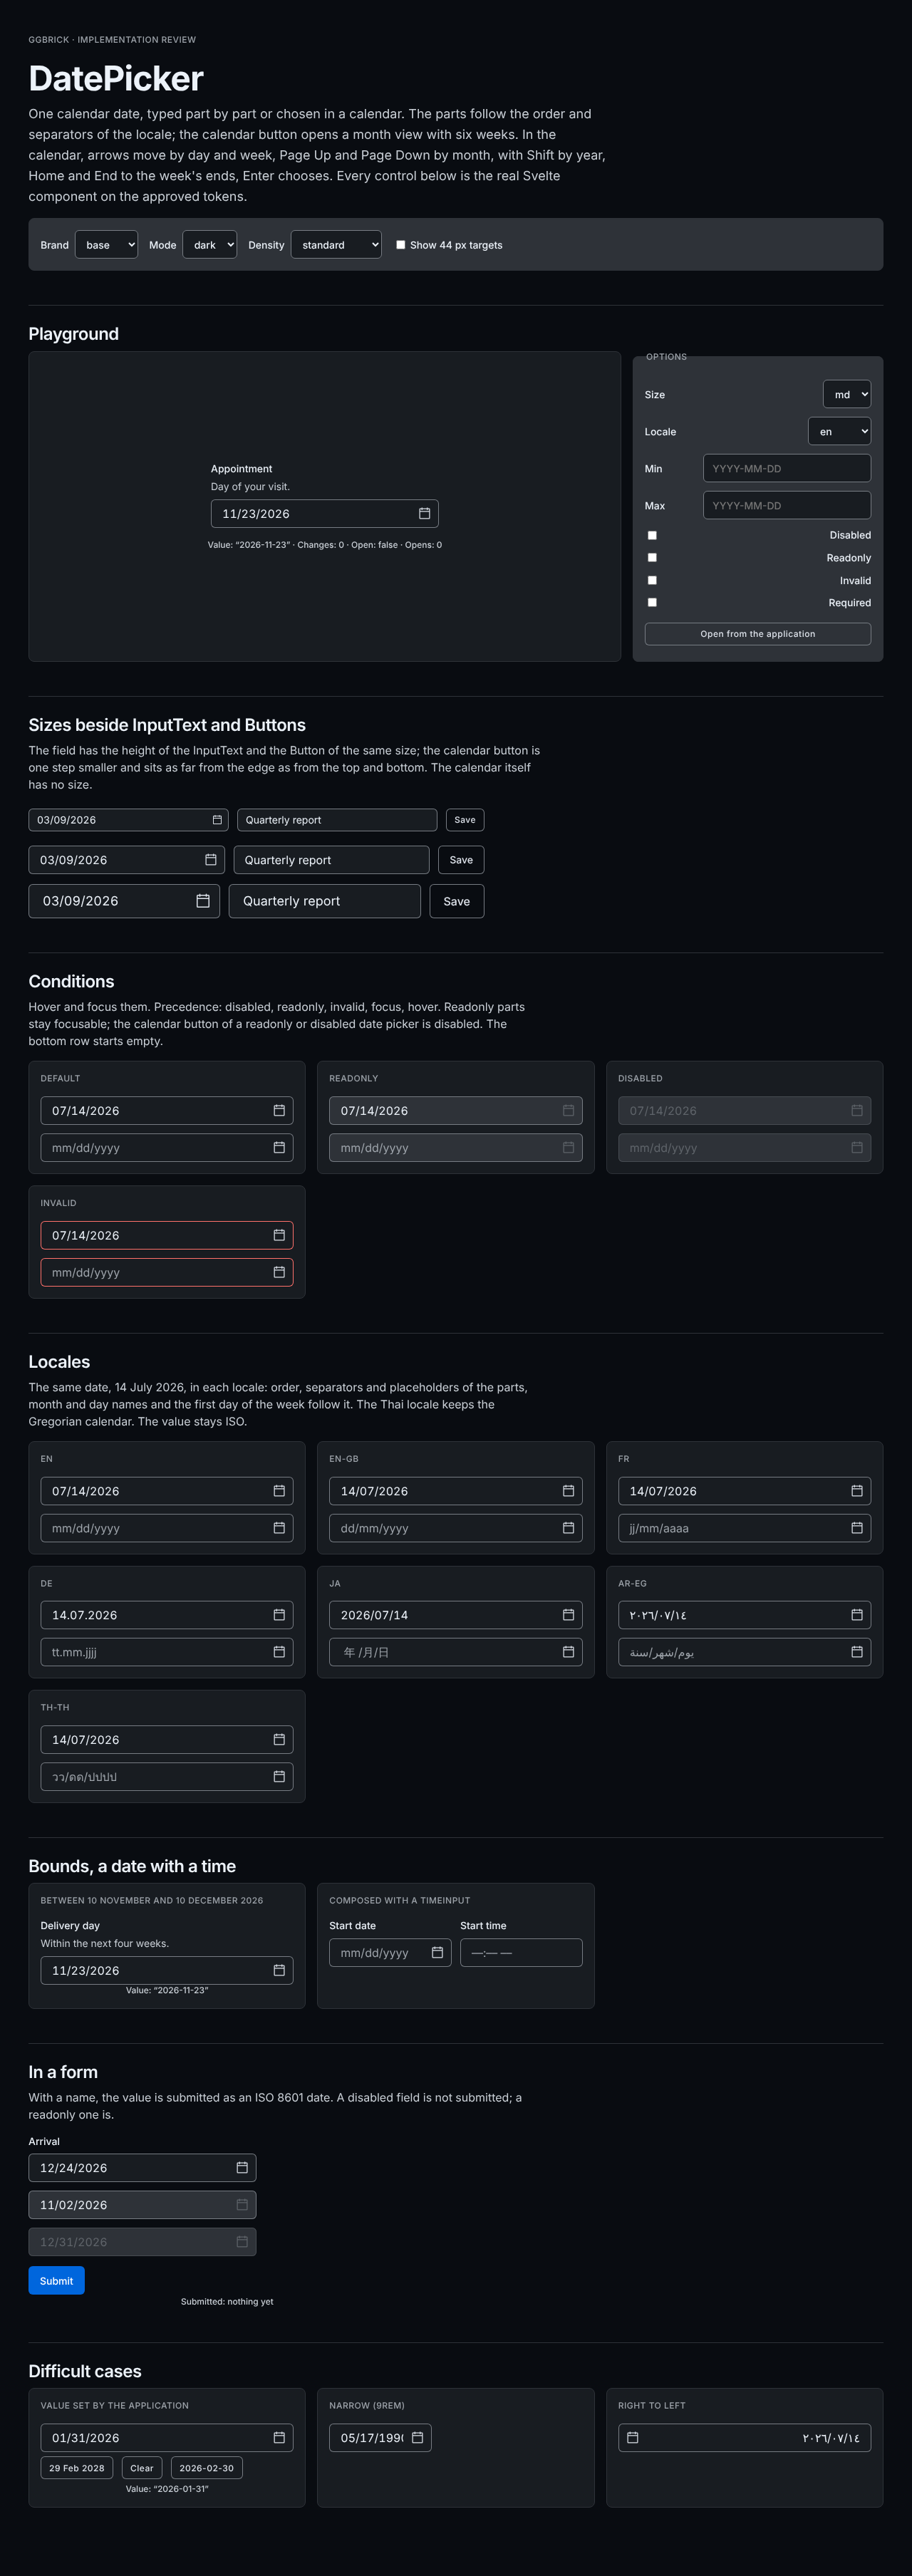 GGBRICK · IMPLEMENTATION REVIEW
DatePicker
One calendar date, typed part by part or chosen in a calendar. The parts follow the order and
separators of the locale; the calendar button opens a month view with six weeks. In the
calendar, arrows move by day and week, Page Up and Page Down by month, with Shift by year,
Home and End to the week's ends, Enter chooses. Every control below is the real Svelte
component on the approved tokens.
Brand base Mode dark Density standard Show 44 px targets
Playground
Appointment
Day of your visit.
11/23/2026
Value: “2026-11-23” · Changes: 0 · Open: false · Opens: 0
OPTIONS
Size md
Locale en
Min YYYY-MM-DD
Max YYYY-MM-DD
Disabled
Readonly
Invalid
Required
Open from the application
Sizes beside InputText and Buttons
The field has the height of the InputText and the Button of the same size; the calendar button is
one step smaller and sits as far from the edge as from the top and bottom. The calendar itself
has no size.
03/09/2026 Quarterly report Save
03/09/2026 Quarterly report Save
03/09/2026 Quarterly report Save
Conditions
Hover and focus them. Precedence: disabled, readonly, invalid, focus, hover. Readonly parts
stay focusable; the calendar button of a readonly or disabled date picker is disabled. The
bottom row starts empty.
DEFAULT
07/14/2026
mm/dd/yyyy
READONLY
07/14/2026
mm/dd/yyyy
DISABLED
07/14/2026
mm/dd/yyyy
INVALID
07/14/2026
mm/dd/yyyy
Locales
The same date, 14 July 2026, in each locale: order, separators and placeholders of the parts,
month and day names and the first day of the week follow it. The Thai locale keeps the
Gregorian calendar. The value stays ISO.
EN
07/14/2026
mm/dd/yyyy
EN-GB
14/07/2026
dd/mm/yyyy
FR
14/07/2026
jj/mm/aaaa
DE
14.07.2026
tt.mm.jjjj
JA
2026/07/14
年 /月/日
AR-EG
٢٠٢٦/٠٧/١٤
يوم/شهر/سنة
TH-TH
14/07/2026
วว/ดด/ปปปป
Bounds, a date with a time
BETWEEN 10 NOVEMBER AND 10 DECEMBER 2026
Delivery day
Within the next four weeks.
11/23/2026
Value: “2026-11-23”
COMPOSED WITH A TIMEINPUT
Start date Start time
mm/dd/yyyy —:— —
In a form
With a name, the value is submitted as an ISO 8601 date. A disabled field is not submitted; a
readonly one is.
Arrival
12/24/2026
11/02/2026
12/31/2026
Submit
Submitted: nothing yet
Difficult cases
VALUE SET BY THE APPLICATION
01/31/2026
29 Feb 2028 Clear 2026-02-30
Value: “2026-01-31”
NARROW (9REM)
05/17/199
RIGHT TO LEFT
٢٠٢٦/٠٧/١٤